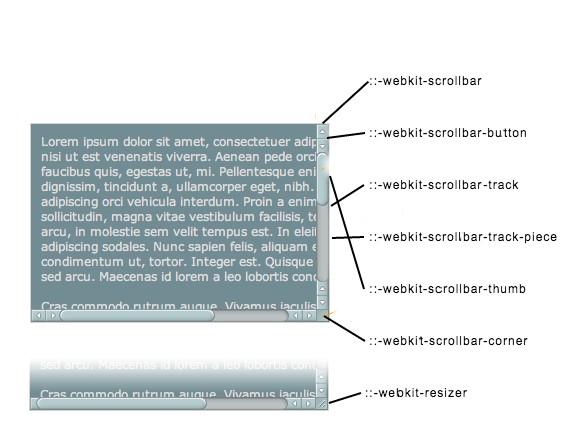 ::-webkit-scrollbar
::-webkit-scrollbar-button
::-webkit-scrollbar-track
::-webkit-scrollbar-track-piece
::-webkit-scrollbar-thumb
::-webkit-scrollbar-corner
::-webkit-resizer
Lorem ipsum dolor sit amet, consectetuer adip
nisi ut est venenatis viverra. Aenean pede orci
faucibus quis, egestas ut, mi. Pellentesque eni
dignissim, tincidunt a, ullamcorper eget, nibh.
adipiscing orci vehicula interdum. Proin a enim
sollicitudin, magna vitae vestibulum facilisis, te
arcu, in molestie sem velit tempus est. In eleif
adipiscing sodales. Nunc sapien felis, aliquam e
condimentum ut, tortor. Integer est. Quisque
sed arcu. Maecenas id lorem a leo lobortis cond
Cras commodo rutrum augue. Vivamus iaculis
sed arcu. Maecenas id lorem a leo lobortis cond
Cras commodo rutrum augue. Vivamus iaculis